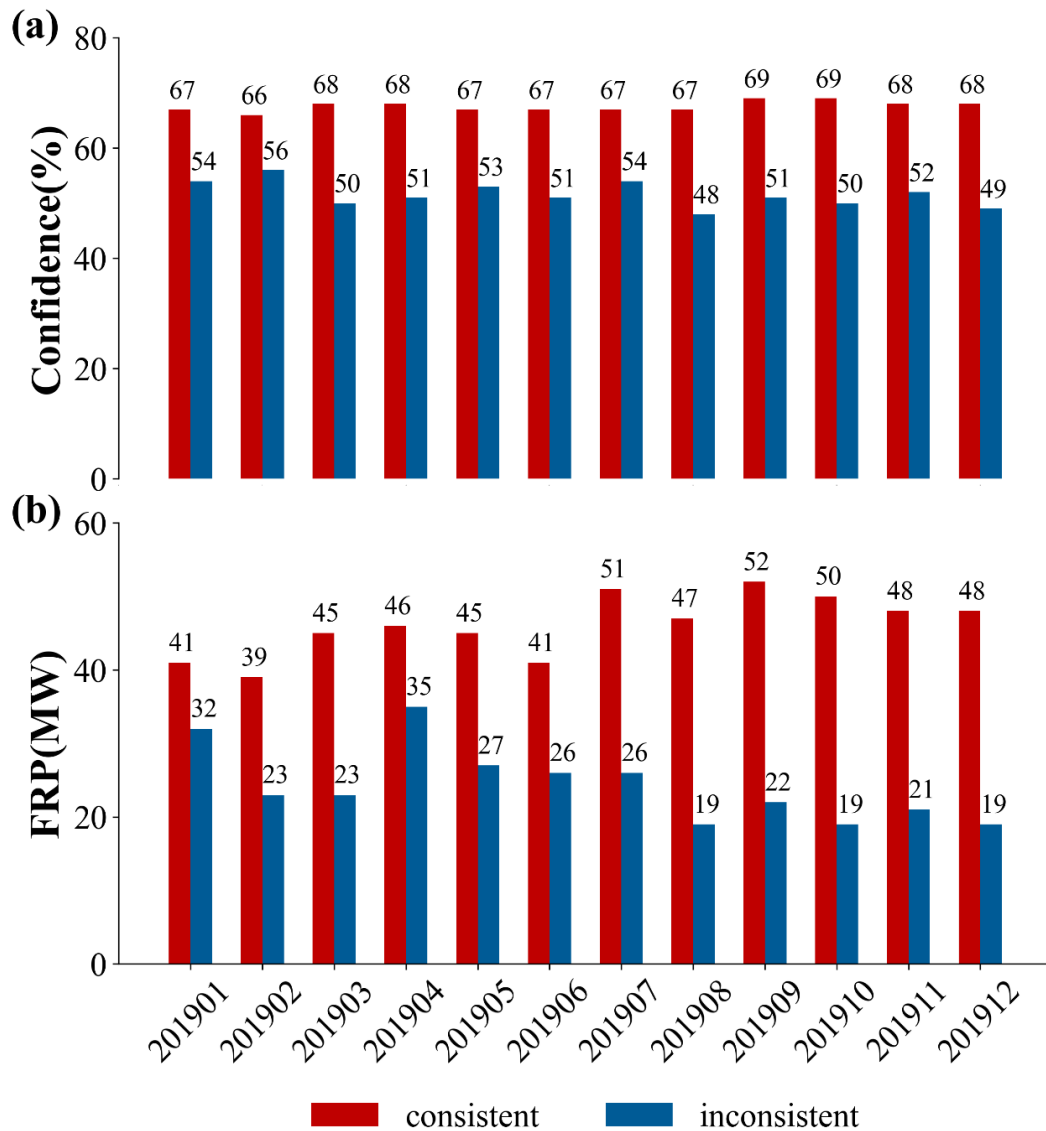 (a)
80
60
40
20
0
Confidence(%)
67 66 68 68 67 67 67 67 69 69 68 68
54 56 50 51 53 51 54 48 51 50 52 49
(b)
60
40
20
0
FRP(MW)
41 39 45 46 45 41 51 47 52 50 48 48
32 23 23 35 27 26 26 19 22 19 21 19
201901 201902 201903 201904 201905 201906 201907 201908 201909 201910 201911 201912
consistent inconsistent